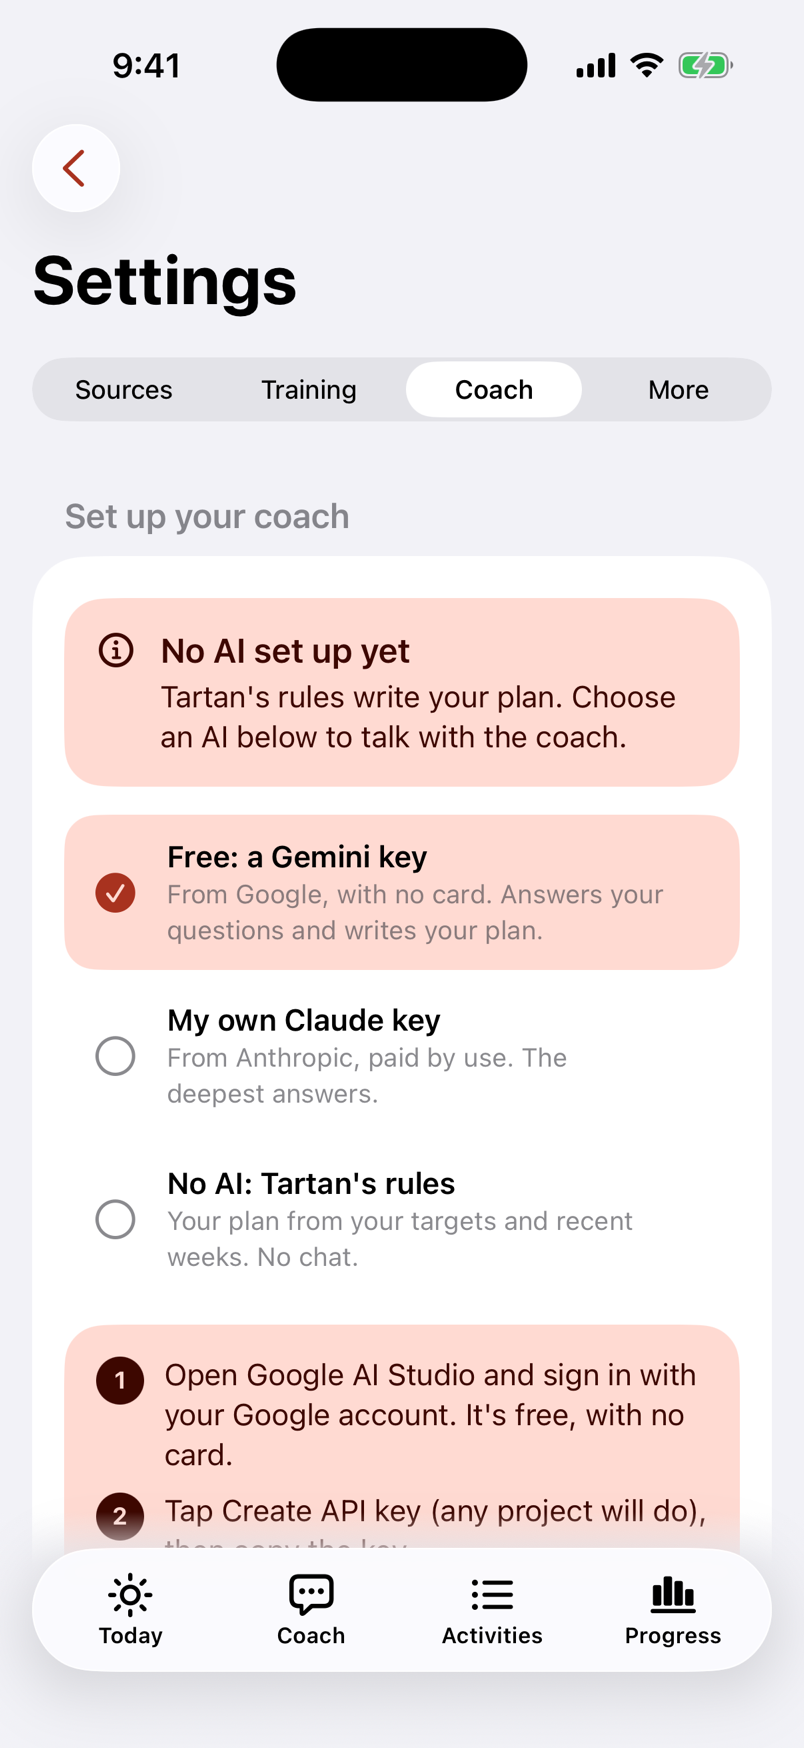 9:41
Settings
Sources
Training
Coach
More
Set up your coach
No AI set up yet
Tartan's rules write your plan. Choose
an AI below to talk with the coach.
Free: a Gemini key
From Google, with no card. Answers your
questions and writes your plan.
My own Claude key
From Anthropic, paid by use. The
deepest answers.
No AI: Tartan's rules
Your plan from your targets and recent
weeks. No chat.
1 Open Google AI Studio and sign in with
your Google account. It's free, with no
card.
2 Tap Create API key (any project will do),
then copy the key
Today
Coach
Activities
Progress